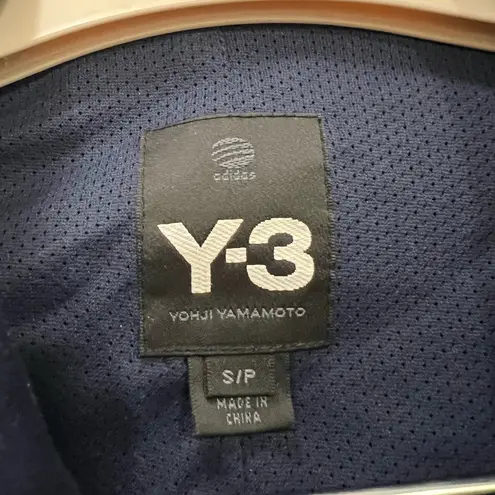 adidas
Y-3
YOHJI YAMAMOTO
S/P
MADE IN
CHINA